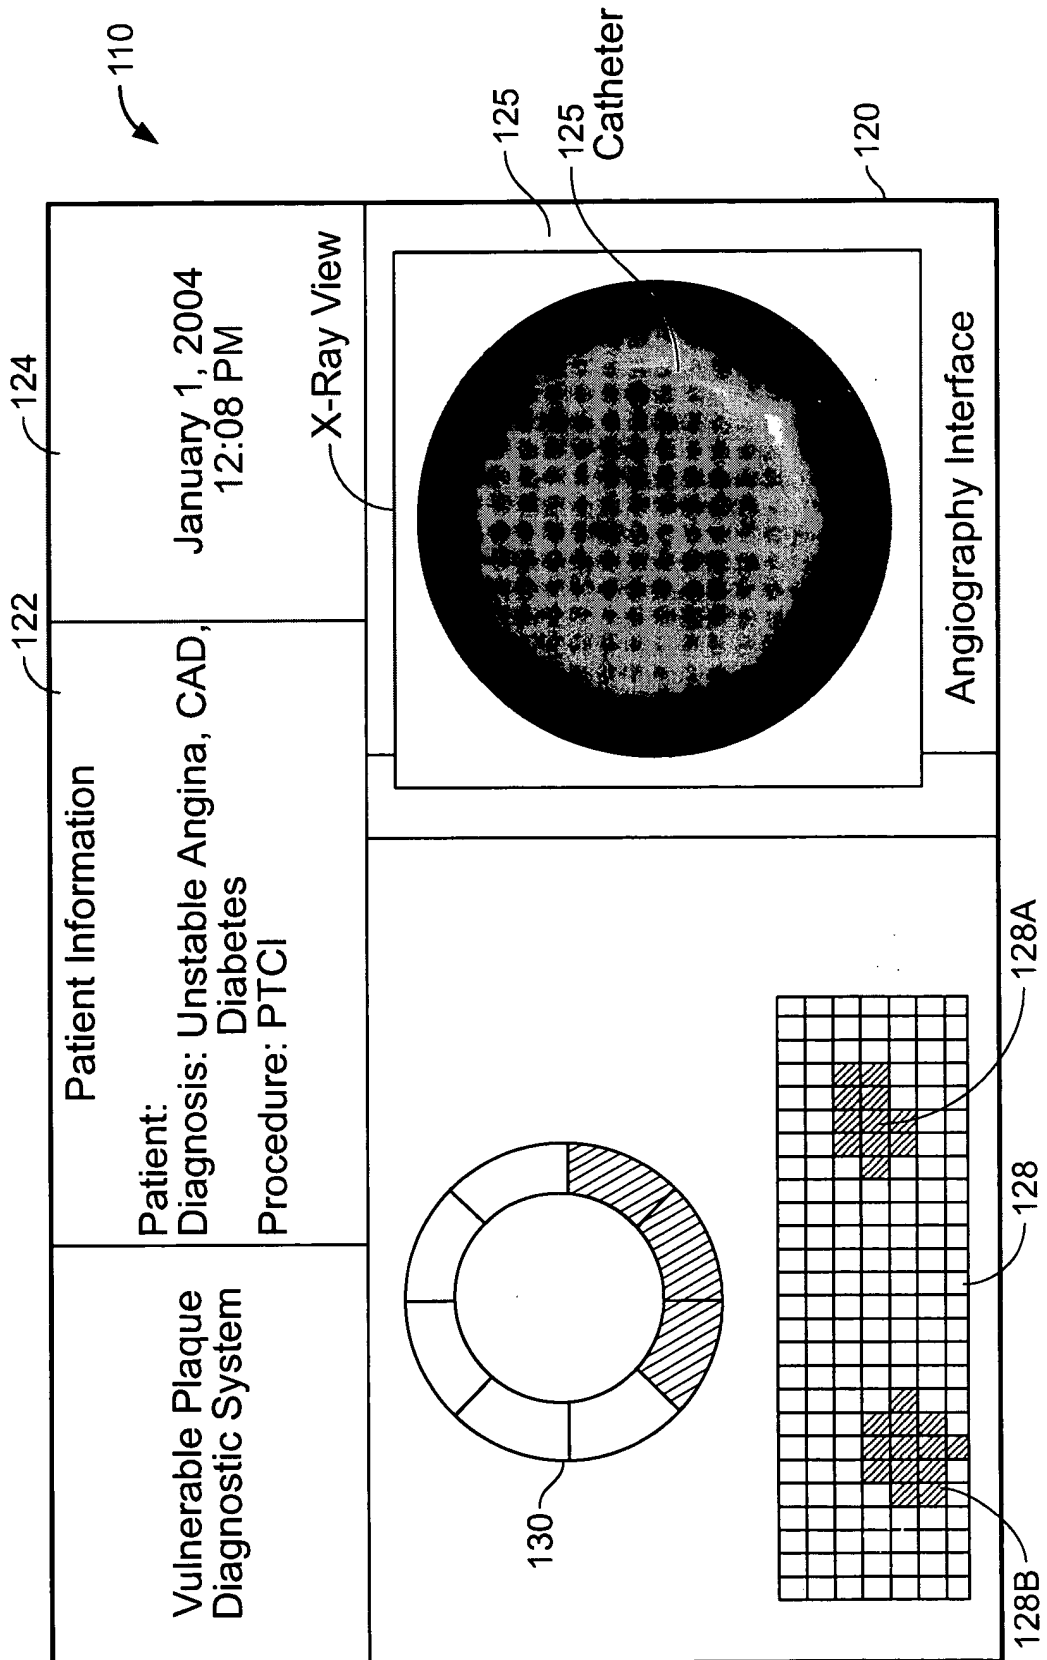 110
122
124
Vulnerable Plaque
Diagnostic System
Patient Information
Patient:
Diagnosis: Unstable Angina, CAD,
Diabetes
Procedure: PTCI
January 1, 2004
12:08 PM
X-Ray View
125
125
Catheter
120
130
Angiography Interface
128B
128
128A